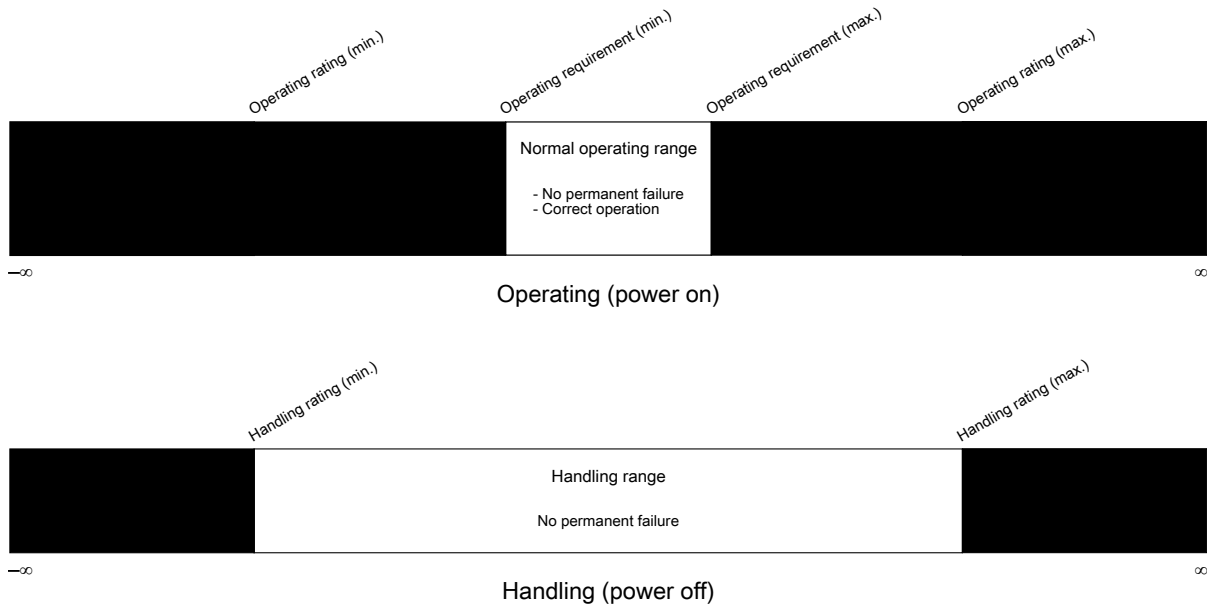 Operating rating (min.)
Operating requirement (min.)
Operating requirement (max.)
Operating rating (max.)
Normal operating range
- No permanent failure
- Correct operation
–∞
∞
Operating (power on)
Handling rating (min.)
Handling rating (max.)
Handling range
No permanent failure
–∞
∞
Handling (power off)